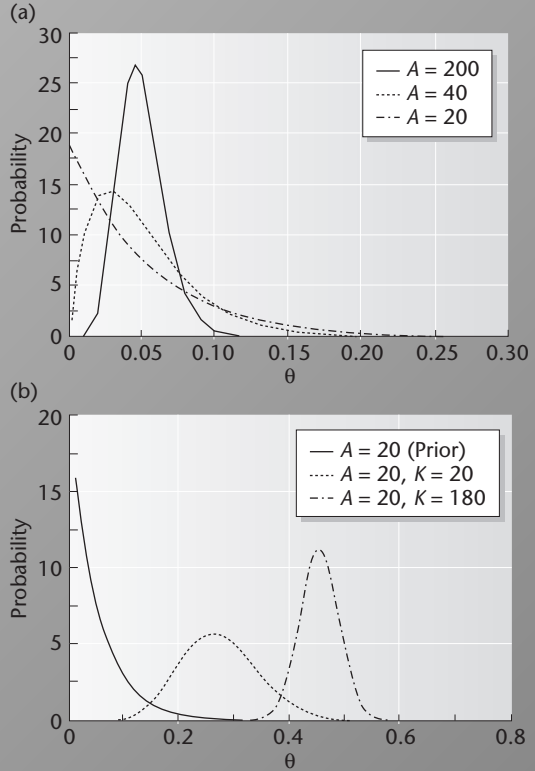 (a)
30
25
20
15
10
5
0
Probability
A = 200
A = 40
A = 20
0 0.05 0.10 0.15 0.20 0.25 0.30
θ
(b)
20
15
10
5
0
Probability
A = 20 (Prior)
A = 20, K = 20
A = 20, K = 180
0 0.2 0.4 0.6 0.8
θ